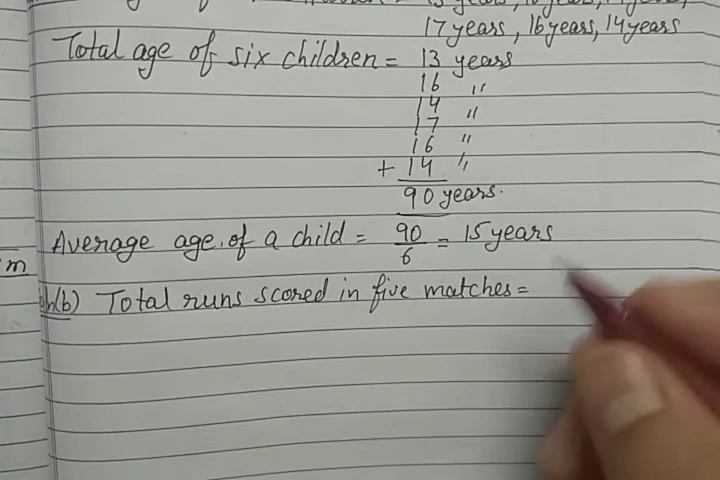 17 years, 16 years, 14 years
Total age of six children = 13 years
16 "
14 "
17
16 "
+ 14 "
90 years.
Average age of a child = 90/6 = 15 years
m
(b) Total runs scored in five matches =